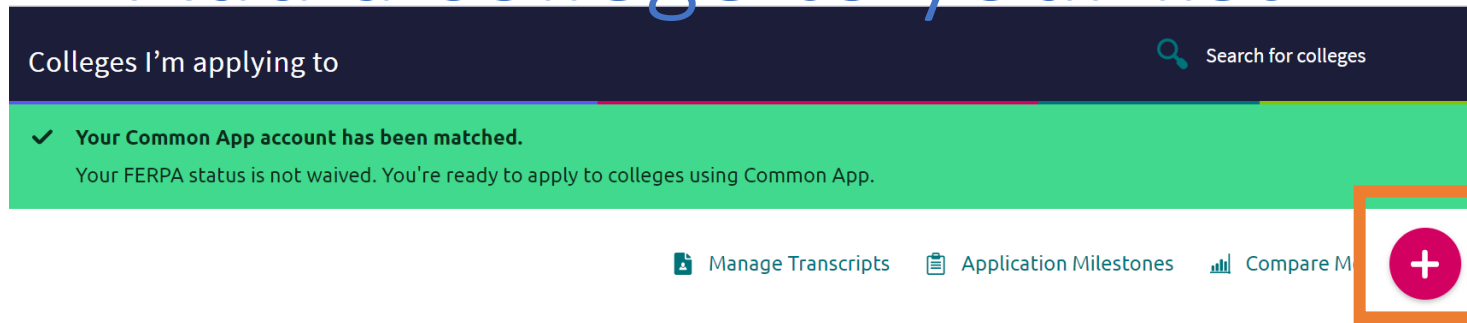 Colleges I’m applying to
Search for colleges
Your Common App account has been matched.
Your FERPA status is not waived. You're ready to apply to colleges using Common App.
Manage Transcripts Application Milestones Compare